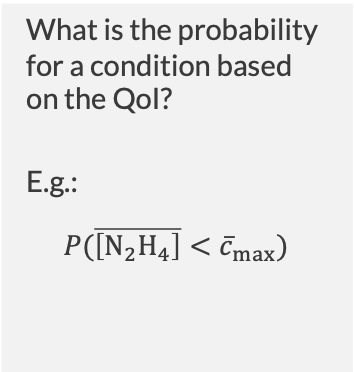 What is the probability
for a condition based
on the QoI?
E.g.:
P([N₂H₄]̅ < c̄ₘₐₓ)